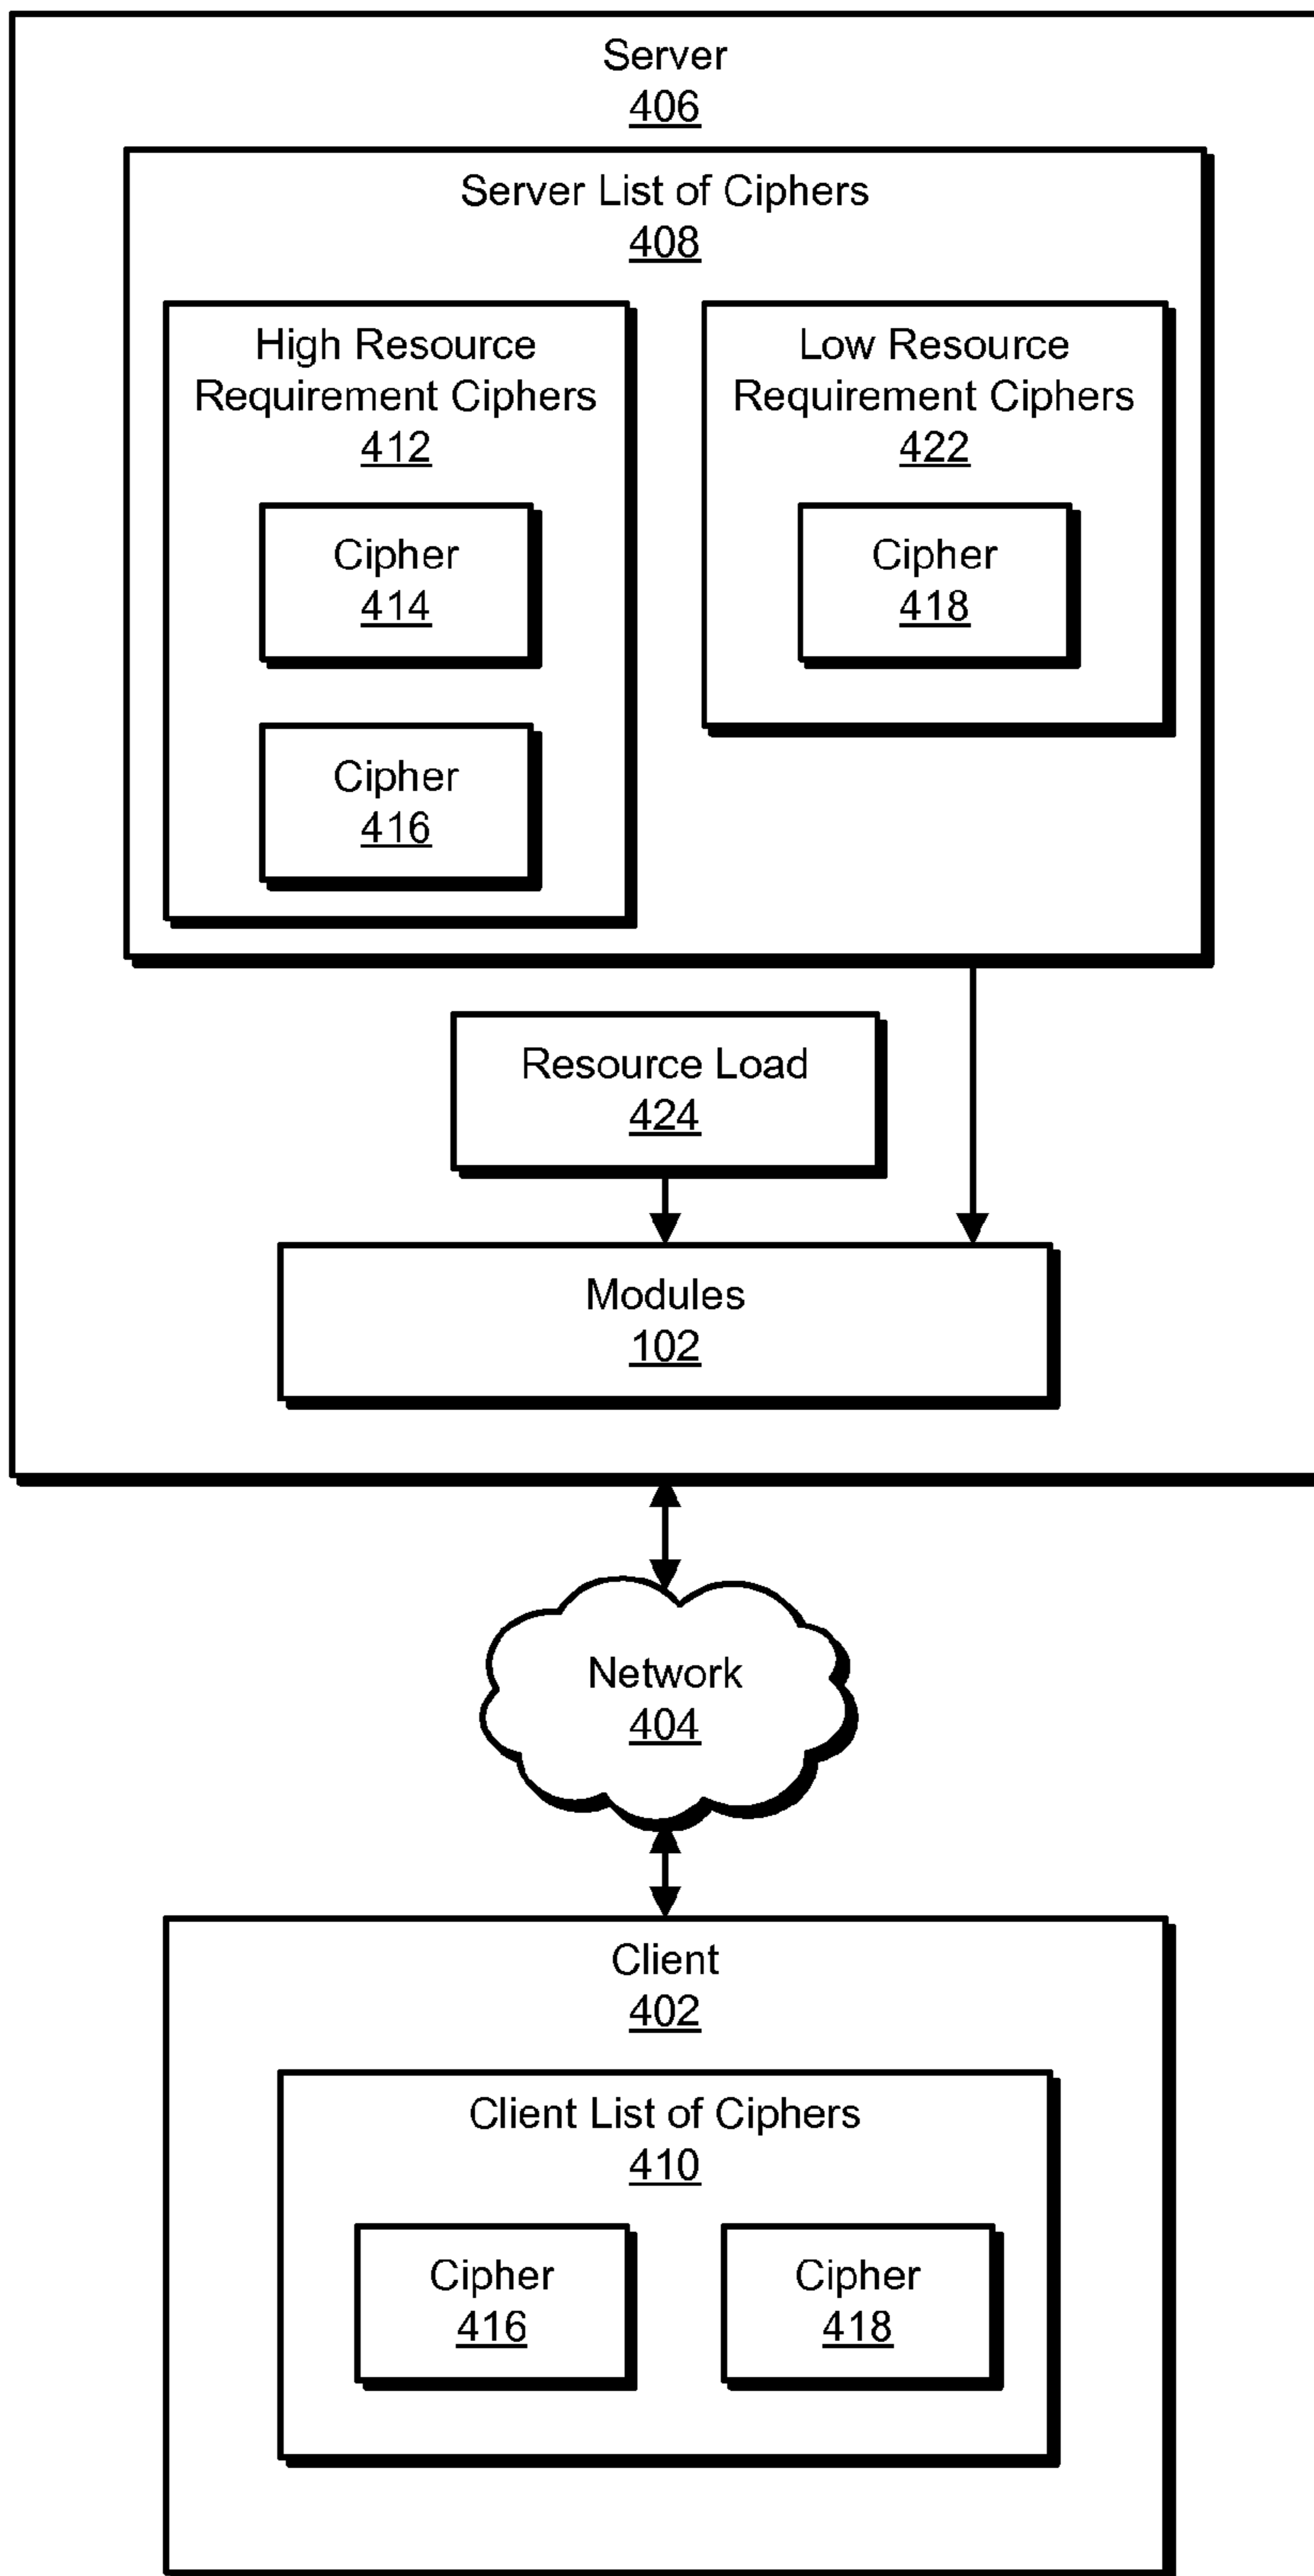 Server
406
Server List of Ciphers
408
High Resource
Requirement Ciphers
412
Cipher
414
Cipher
416
Low Resource
Requirement Ciphers
422
Cipher
418
Resource Load
424
Modules
102
Network
404
Client
402
Client List of Ciphers
410
Cipher
416
Cipher
418